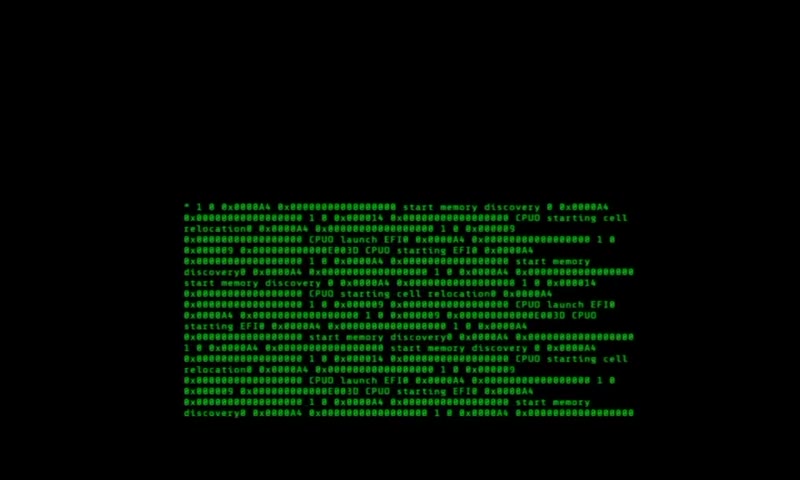 * 1 0 0x0000A4 0x0000000000000000 start memory discovery 0 0x0000A4
0x0000000000000000 1 0 0x000014 0x0000000000000000 CPU0 starting cell
relocation0 0x0000A4 0x0000000000000000 1 0 0x000009
0x0000000000000000 CPU0 launch EFI0 0x0000A4 0x0000000000000000 1 0
0x000009 0x000000000000E003D CPU0 starting EFI0 0x0000A4
0x0000000000000000 1 0 0x0000A4 0x0000000000000000 start memory
discovery0 0x0000A4 0x0000000000000000 1 0 0x0000A4 0x0000000000000000
start memory discovery 0 0x0000A4 0x0000000000000000 1 0 0x000014
0x0000000000000000 CPU0 starting cell relocation0 0x0000A4
0x0000000000000000 1 0 0x000009 0x0000000000000000 CPU0 launch EFI0
0x0000A4 0x0000000000000000 1 0 0x000009 0x000000000000E003D CPU0
starting EFI0 0x0000A4 0x0000000000000000 1 0 0x0000A4
0x0000000000000000 start memory discovery0 0x0000A4 0x0000000000000000
1 0 0x0000A4 0x0000000000000000 start memory discovery 0 0x0000A4
0x0000000000000000 1 0 0x000014 0x0000000000000000 CPU0 starting cell
relocation0 0x0000A4 0x0000000000000000 1 0 0x000009
0x0000000000000000 CPU0 launch EFI0 0x0000A4 0x0000000000000000 1 0
0x000009 0x000000000000E003D CPU0 starting EFI0 0x0000A4
0x0000000000000000 1 0 0x0000A4 0x0000000000000000 start memory
discovery0 0x0000A4 0x0000000000000000 1 0 0x0000A4 0x0000000000000000